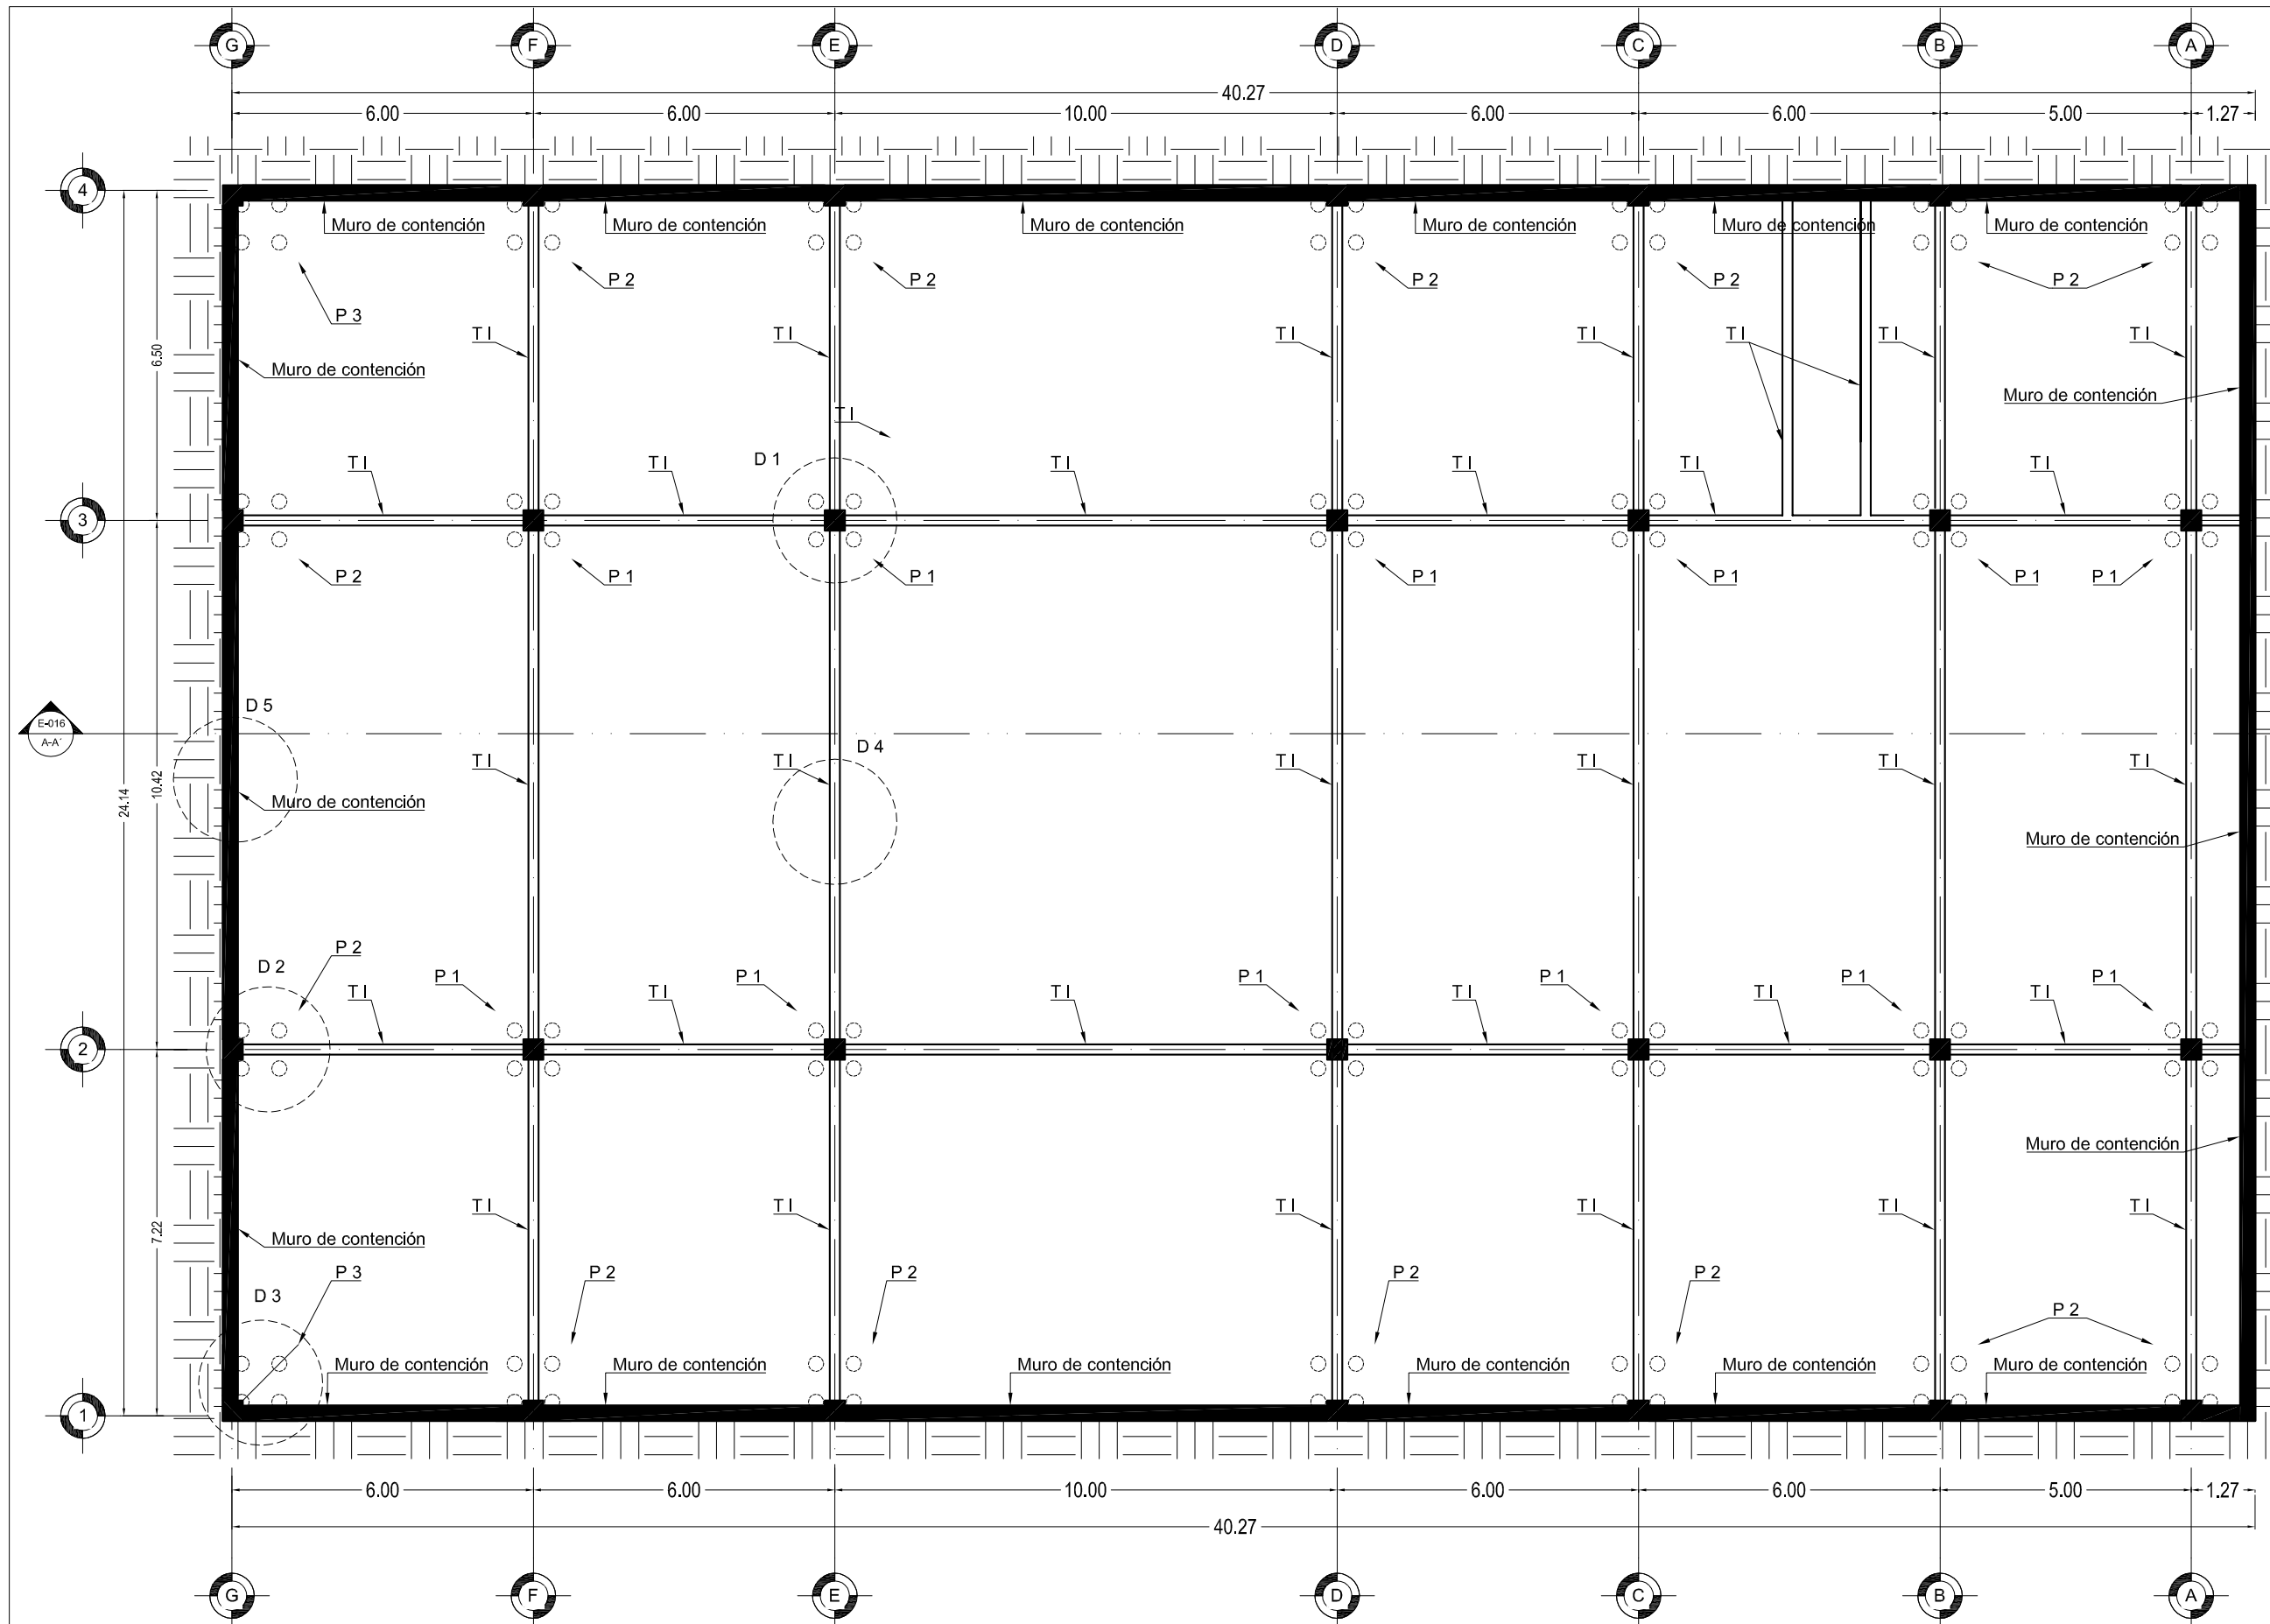 G F E D C B A
40.27
6.00 6.00 10.00 6.00 6.00 5.00 1.27
4
Muro de contención Muro de contención Muro de contención Muro de contención Muro de contención Muro de contención
P 2 P 2 P 2 P 2 P 2
P 3
T I T I T I T I T I T I T I
6.50
Muro de contención
Muro de contención
T I
D 1
T I T I T I T I T I T I
3
P 2 P 1 P 1 P 1 P 1 P 1 P 1
D 5
E-016
A-A'
D 4
T I T I T I T I T I T I
10.42
24.14
Muro de contención
Muro de contención
P 2
D 2
P 1 P 1 P 1 P 1 P 1 P 1
T I T I T I T I T I T I
2
Muro de contención
T I T I T I T I T I T I
7.22
Muro de contención
P 3 P 2 P 2 P 2 P 2
D 3
P 2
Muro de contención Muro de contención Muro de contención Muro de contención Muro de contención Muro de contención
1
6.00 6.00 10.00 6.00 6.00 5.00 1.27
40.27
G F E D C B A